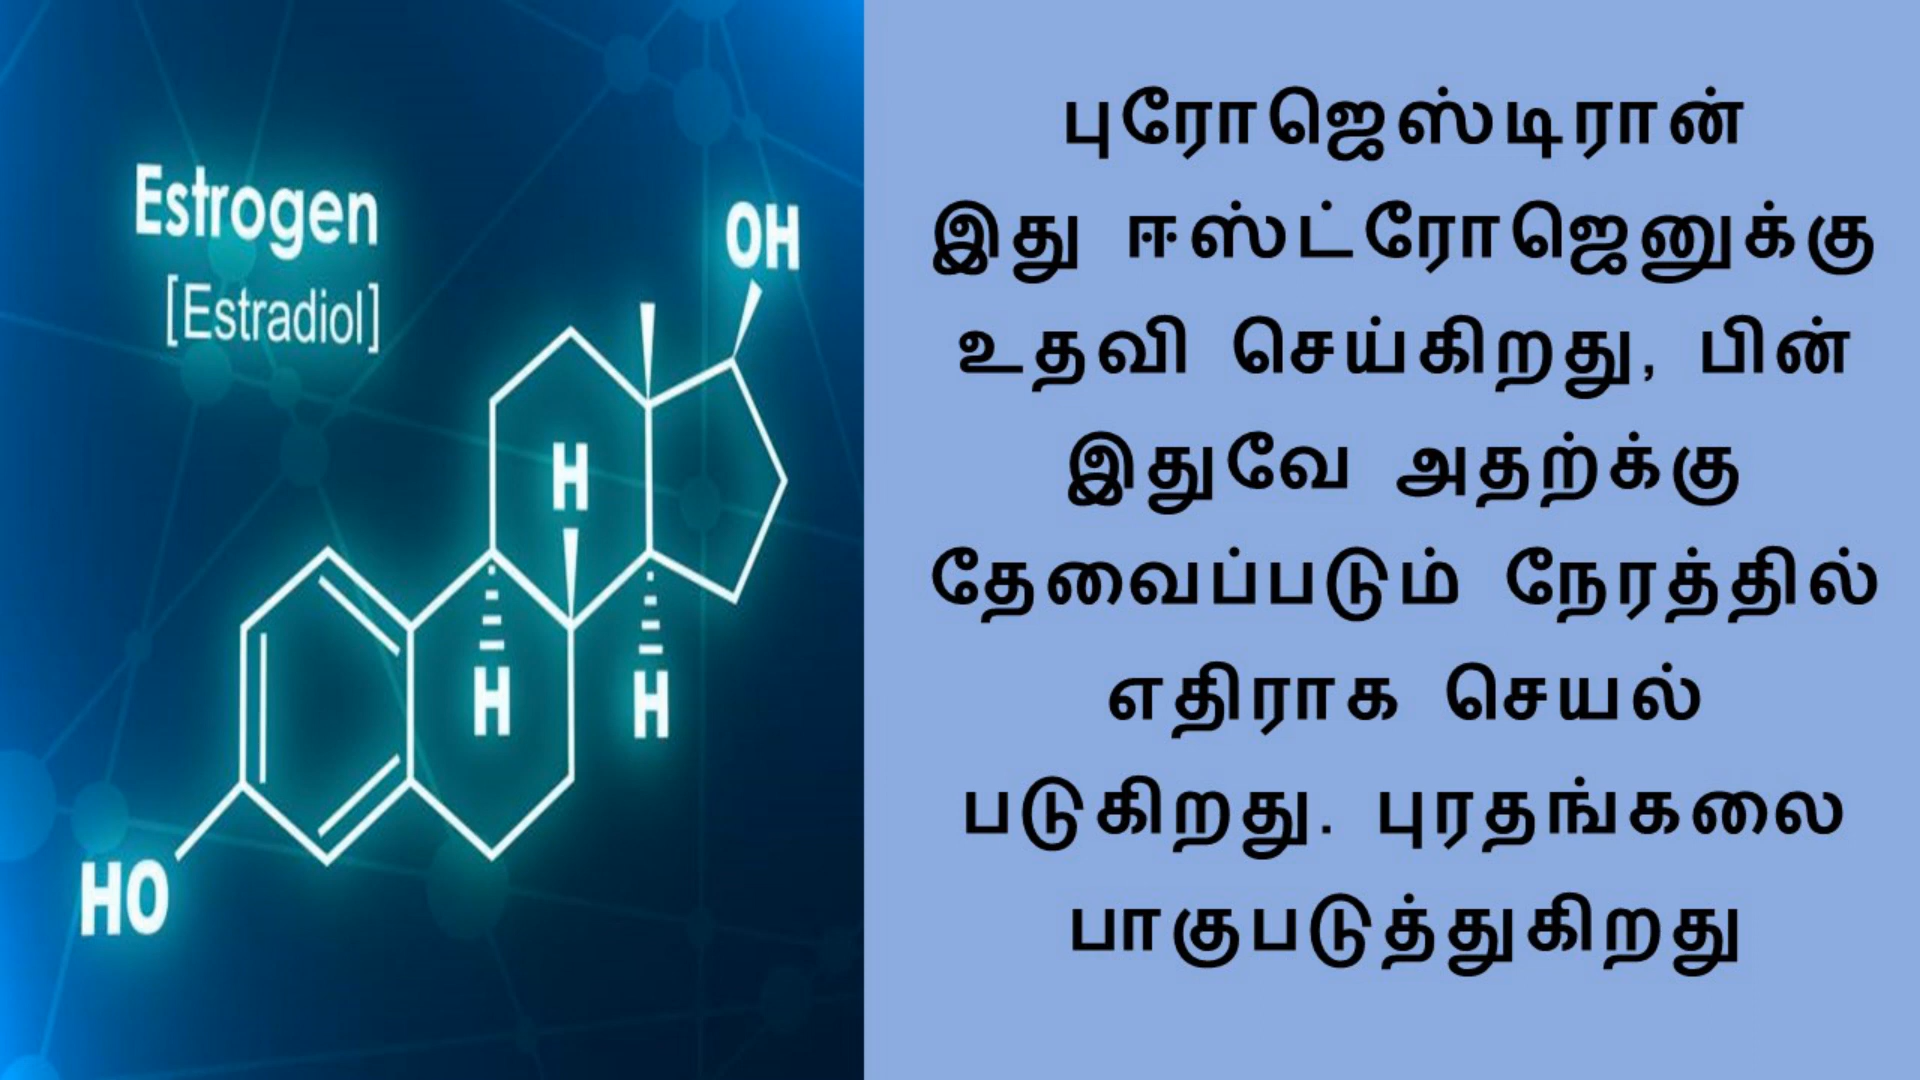 Estrogen
[Estradiol]
OH
H
H
H
HO
புரோஜெஸ்டிரான்
இது ஈஸ்ட்ரோஜெனுக்கு
உதவி செய்கிறது, பின்
இதுவே அதற்க்கு
தேவைப்படும் நேரத்தில்
எதிராக செயல்
படுகிறது. புரதங்கலை
பாகுபடுத்துகிறது